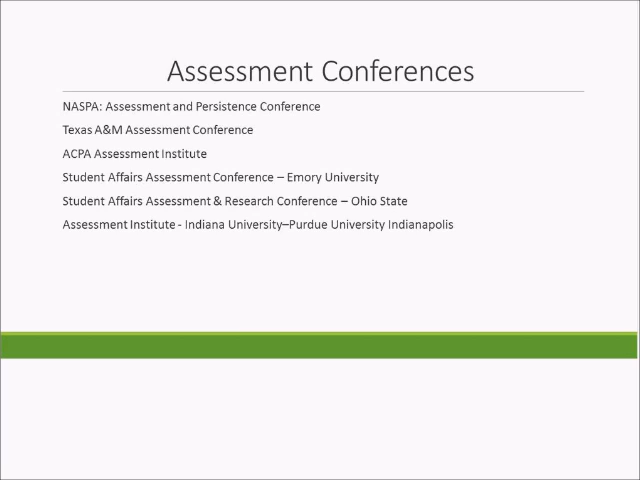 Assessment Conferences
NASPA: Assessment and Persistence Conference
Texas A&M Assessment Conference
ACPA Assessment Institute
Student Affairs Assessment Conference – Emory University
Student Affairs Assessment & Research Conference – Ohio State
Assessment Institute - Indiana University–Purdue University Indianapolis